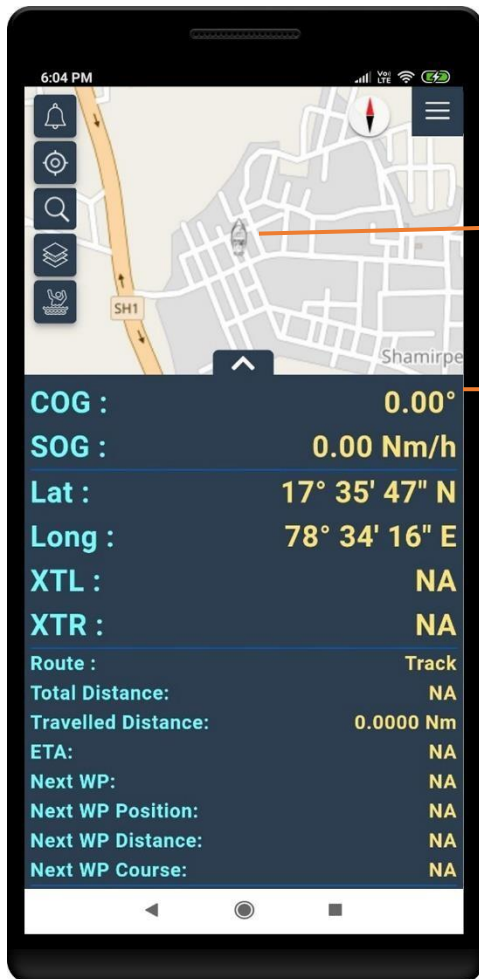 6:04 PM
Vo) LTE
SH1
Shamirpe
COG : 0.00°
SOG : 0.00 Nm/h
Lat : 17° 35' 47" N
Long : 78° 34' 16" E
XTL : NA
XTR : NA
Route : Track
Total Distance: NA
Travelled Distance: 0.0000 Nm
ETA: NA
Next WP: NA
Next WP Position: NA
Next WP Distance: NA
Next WP Course: NA